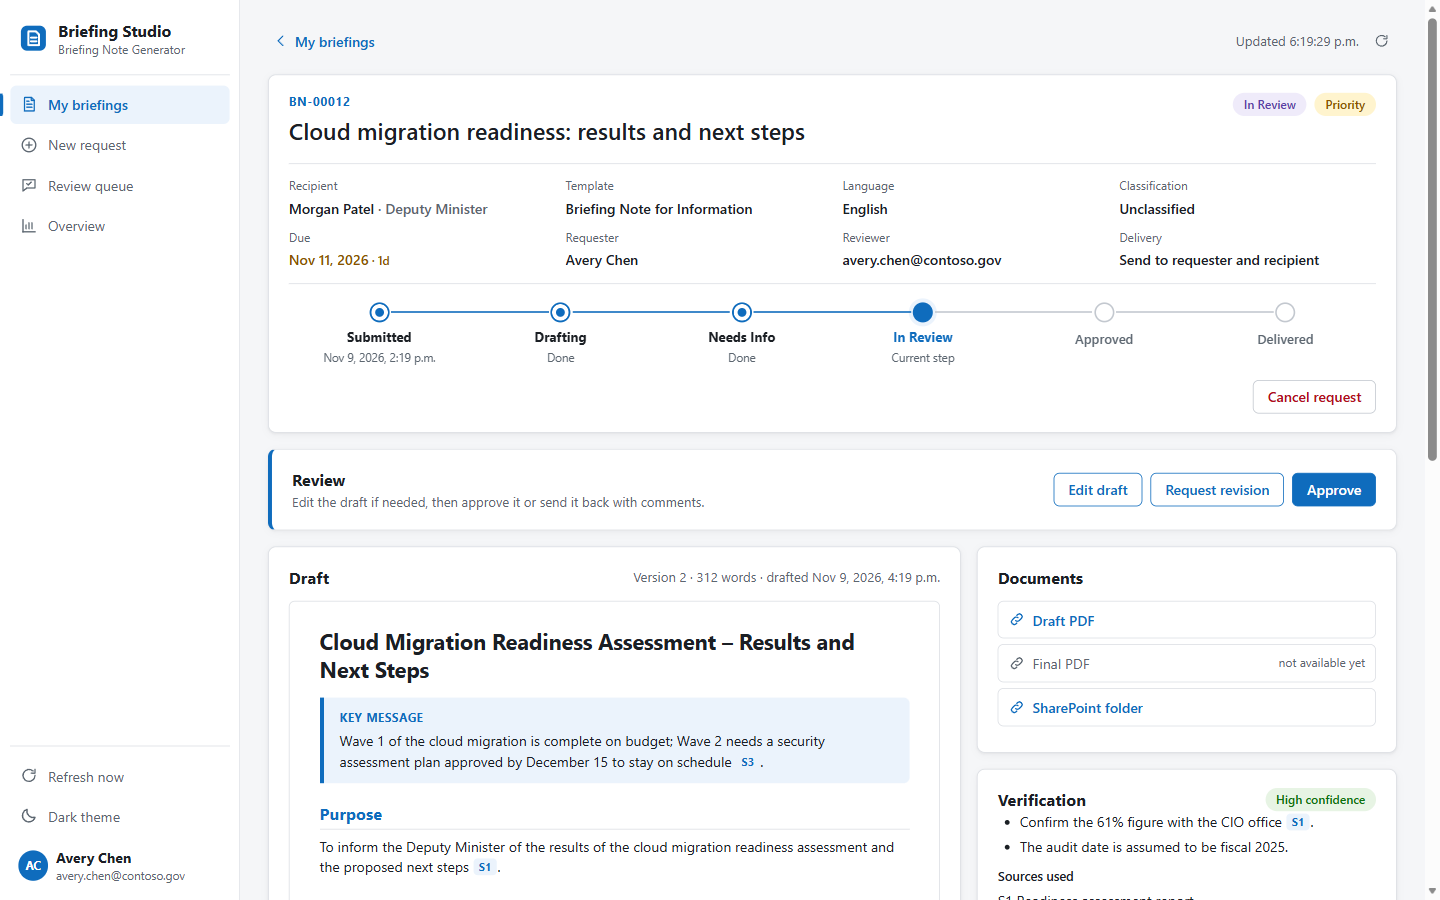 Briefing Studio
Briefing Note Generator
My briefings
New request
Review queue
Overview
Refresh now
Dark theme
AC
Avery Chen
avery.chen@contoso.gov
My briefings
Updated 6:19:29 p.m.
BN-00012
In Review
Priority
Cloud migration readiness: results and next steps
Recipient
Morgan Patel · Deputy Minister
Template
Briefing Note for Information
Language
English
Classification
Unclassified
Due
Nov 11, 2026 · 1d
Requester
Avery Chen
Reviewer
avery.chen@contoso.gov
Delivery
Send to requester and recipient
Submitted
Nov 9, 2026, 2:19 p.m.
Drafting
Done
Needs Info
Done
In Review
Current step
Approved
Delivered
Cancel request
Review
Edit the draft if needed, then approve it or send it back with comments.
Edit draft
Request revision
Approve
Draft
Version 2 · 312 words · drafted Nov 9, 2026, 4:19 p.m.
Cloud Migration Readiness Assessment – Results and
Next Steps
KEY MESSAGE
Wave 1 of the cloud migration is complete on budget; Wave 2 needs a security
assessment plan approved by December 15 to stay on schedule S3 .
Purpose
To inform the Deputy Minister of the results of the cloud migration readiness assessment and
the proposed next steps S1 .
Documents
Draft PDF
Final PDF
not available yet
SharePoint folder
Verification
High confidence
• Confirm the 61% figure with the CIO office S1 .
• The audit date is assumed to be fiscal 2025.
Sources used
S1 Readiness assessment report